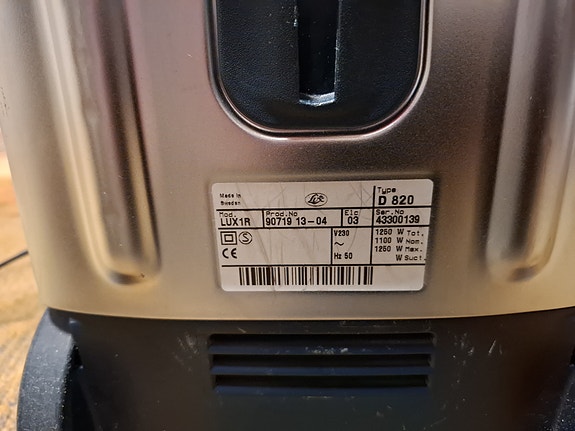 Made in
Sweden
Lux
Type
D 820
Mod.
LUX1R
Prod.No
90719 13-04
Elc
03
Ser.No
43300139
S
CE
V230
~
Hz 50
1250 W Tot.
1100 W Nom.
1250 W Max.
W Suct.